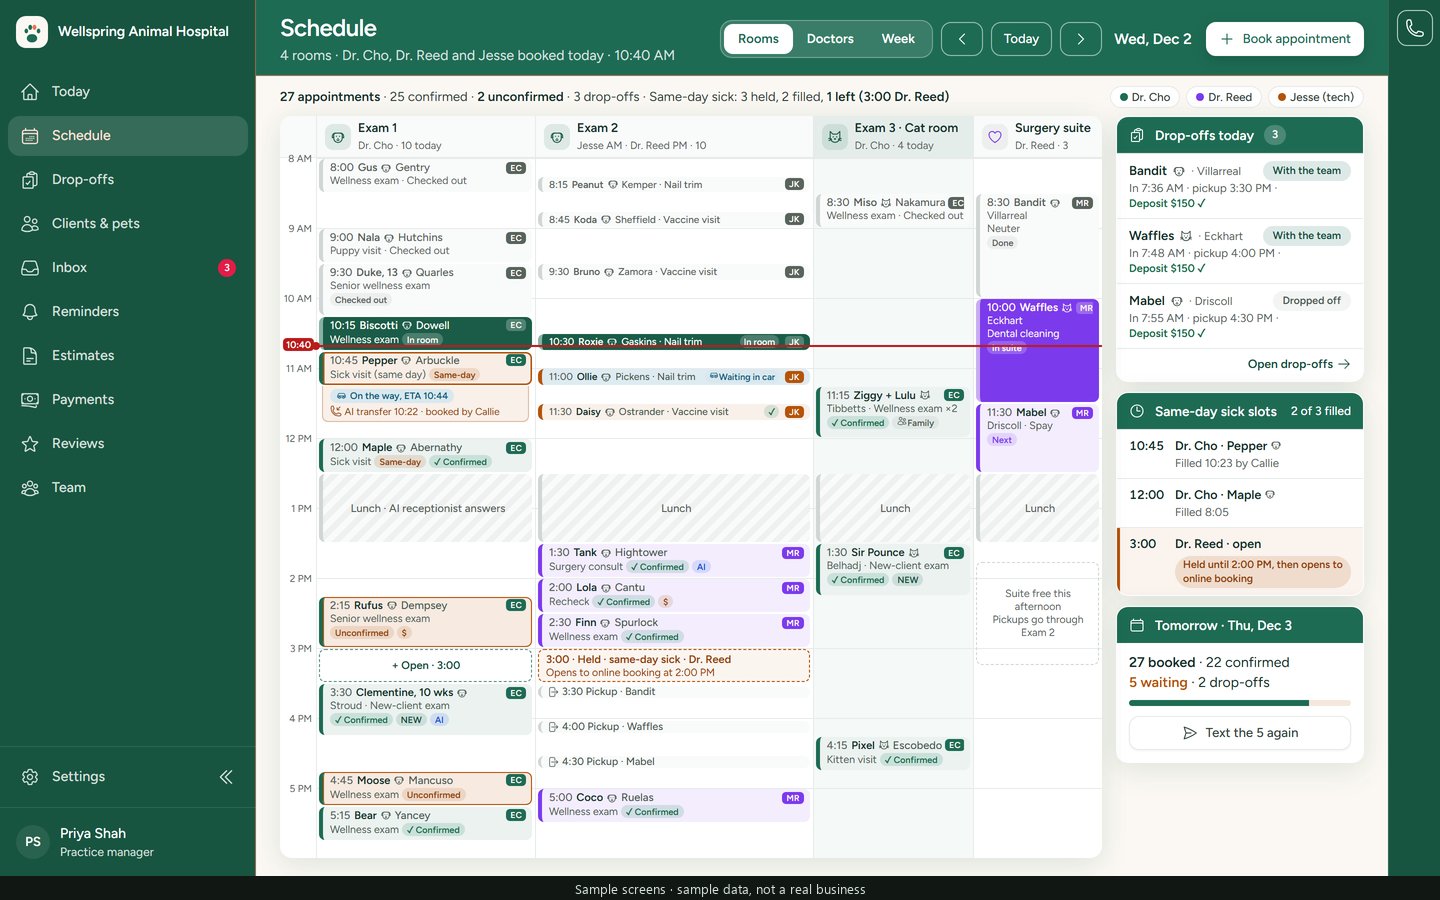 Wellspring Animal Hospital
Today
Schedule
Drop-offs
Clients & pets
Inbox
3
Reminders
Estimates
Payments
Reviews
Team
Settings
PS
Priya Shah
Practice manager
Schedule
4 rooms · Dr. Cho, Dr. Reed and Jesse booked today · 10:40 AM
Rooms
Doctors
Week
Today
Wed, Dec 2
Book appointment
27 appointments · 25 confirmed · 2 unconfirmed · 3 drop-offs · Same-day sick: 3 held, 2 filled, 1 left (3:00 Dr. Reed)
Dr. Cho
Dr. Reed
Jesse (tech)
8 AM
9 AM
10 AM
10:40
11 AM
12 PM
1 PM
2 PM
3 PM
4 PM
5 PM
Exam 1
Dr. Cho · 10 today
8:00 Gus Gentry EC
Wellness exam · Checked out
9:00 Nala Hutchins EC
Puppy visit · Checked out
9:30 Duke, 13 Quarles EC
Senior wellness exam
Checked out
10:15 Biscotti Dowell EC
Wellness exam In room
10:45 Pepper Arbuckle EC
Sick visit (same day) Same-day
On the way, ETA 10:44
AI transfer 10:22 · booked by Callie
12:00 Maple Abernathy EC
Sick visit Same-day ✓ Confirmed
Lunch · AI receptionist answers
2:15 Rufus Dempsey EC
Senior wellness exam
Unconfirmed $
+ Open · 3:00
3:30 Clementine, 10 wks EC
Stroud · New-client exam
✓ Confirmed NEW AI
4:45 Moose Mancuso EC
Wellness exam Unconfirmed
5:15 Bear Yancey EC
Wellness exam ✓ Confirmed
Exam 2
Jesse AM · Dr. Reed PM · 10
8:15 Peanut Kemper · Nail trim JK
8:45 Koda Sheffield · Vaccine visit JK
9:30 Bruno Zamora · Vaccine visit JK
10:30 Roxie Gaskins · Nail trim In room JK
11:00 Ollie Pickens · Nail trim Waiting in car JK
11:30 Daisy Ostrander · Vaccine visit ✓ JK
Lunch
1:30 Tank Hightower MR
Surgery consult ✓ Confirmed AI
2:00 Lola Cantu MR
Recheck ✓ Confirmed $
2:30 Finn Spurlock MR
Wellness exam ✓ Confirmed
3:00 · Held · same-day sick · Dr. Reed
Opens to online booking at 2:00 PM
3:30 Pickup · Bandit
4:00 Pickup · Waffles
4:30 Pickup · Mabel
5:00 Coco Ruelas MR
Wellness exam ✓ Confirmed
Exam 3 · Cat room
Dr. Cho · 4 today
8:30 Miso Nakamura EC
Wellness exam · Checked out
11:15 Ziggy + Lulu EC
Tibbetts · Wellness exam ×2
✓ Confirmed Family
Lunch
1:30 Sir Pounce EC
Belhadj · New-client exam
✓ Confirmed NEW
4:15 Pixel Escobedo EC
Kitten visit ✓ Confirmed
Surgery suite
Dr. Reed · 3
8:30 Bandit MR
Villarreal
Neuter
Done
10:00 Waffles MR
Eckhart
Dental cleaning
In suite
11:30 Mabel MR
Driscoll · Spay
Next
Lunch
Suite free this
afternoon
Pickups go through
Exam 2
Drop-offs today 3
Bandit · Villarreal With the team
In 7:36 AM · pickup 3:30 PM ·
Deposit $150 ✓
Waffles · Eckhart With the team
In 7:48 AM · pickup 4:00 PM ·
Deposit $150 ✓
Mabel · Driscoll Dropped off
In 7:55 AM · pickup 4:30 PM ·
Deposit $150 ✓
Open drop-offs →
Same-day sick slots 2 of 3 filled
10:45 Dr. Cho · Pepper
Filled 10:23 by Callie
12:00 Dr. Cho · Maple
Filled 8:05
3:00 Dr. Reed · open
Held until 2:00 PM, then opens to
online booking
Tomorrow · Thu, Dec 3
27 booked · 22 confirmed
5 waiting · 2 drop-offs
Text the 5 again
Sample screens · sample data, not a real business